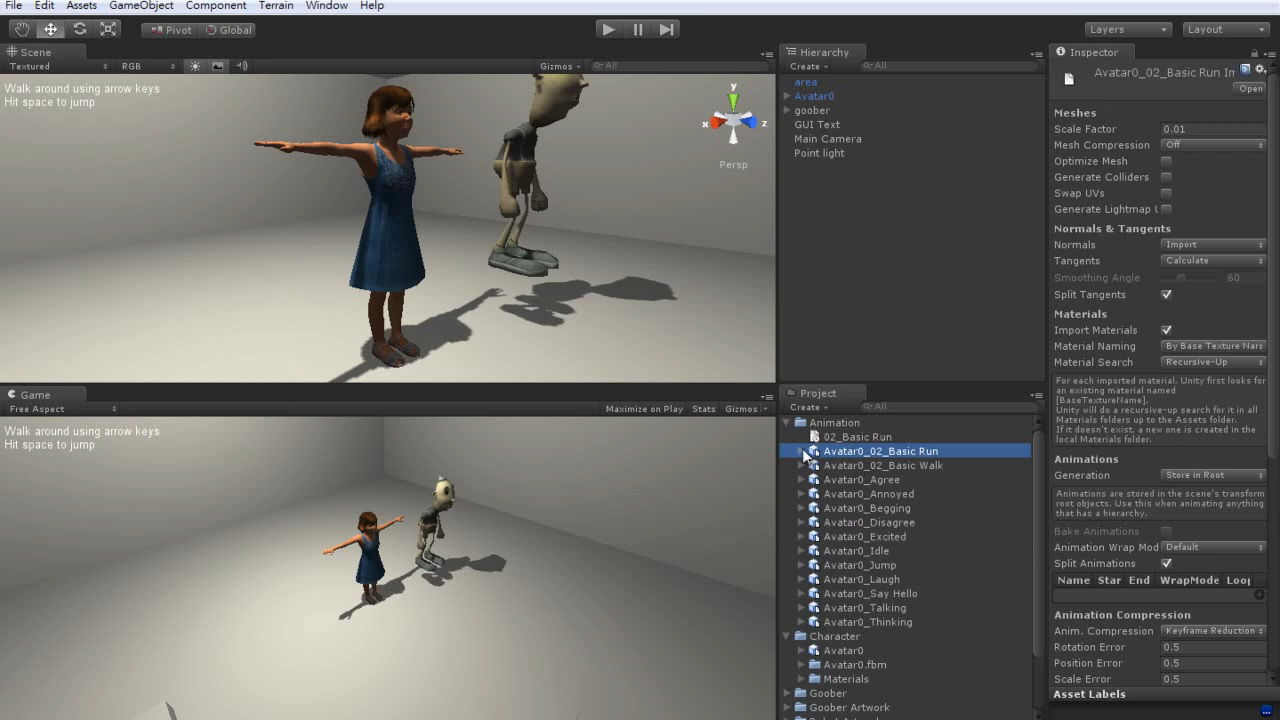 File Edit Assets GameObject Component Terrain Window Help
Pivot Global Layers Layout
Scene
Textured RGB Gizmos All
Walk around using arrow keys
Hit space to jump
y
x z
Persp
Game
Free Aspect Maximize on Play Stats Gizmos
Walk around using arrow keys
Hit space to jump
Hierarchy
Create All
area
Avatar0
goober
GUI Text
Main Camera
Point light
Project
Create All
Animation
02_Basic Run
Avatar0_02_Basic Run
Avatar0_02_Basic Walk
Avatar0_Agree
Avatar0_Annoyed
Avatar0_Begging
Avatar0_Disagree
Avatar0_Excited
Avatar0_Idle
Avatar0_Jump
Avatar0_Laugh
Avatar0_Say Hello
Avatar0_Talking
Avatar0_Thinking
Character
Avatar0
Avatar0.fbm
Materials
Goober
Goober Artwork
Inspector
Avatar0_02_Basic Run In
Open
Meshes
Scale Factor 0.01
Mesh Compression Off
Optimize Mesh
Generate Colliders
Swap UVs
Generate Lightmap U
Normals & Tangents
Normals Import
Tangents Calculate
Smoothing Angle 60
Split Tangents
Materials
Import Materials
Material Naming By Base Texture Nam
Material Search Recursive-Up
For each imported material, Unity first looks for
an existing material named
[BaseTextureName].
Unity will do a recursive-up search for it in all
Materials folders up to the Assets folder.
If it doesn't exist, a new one is created in the
local Materials folder.
Animations
Generation Store in Root
Animations are stored in the scene's transform
root objects. Use this when animating anything
that has a hierarchy.
Bake Animations
Animation Wrap Mod Default
Split Animations
Name Star End WrapMode Loop
Animation Compression
Anim. Compression Keyframe Reduction
Rotation Error 0.5
Position Error 0.5
Scale Error 0.5
Asset Labels